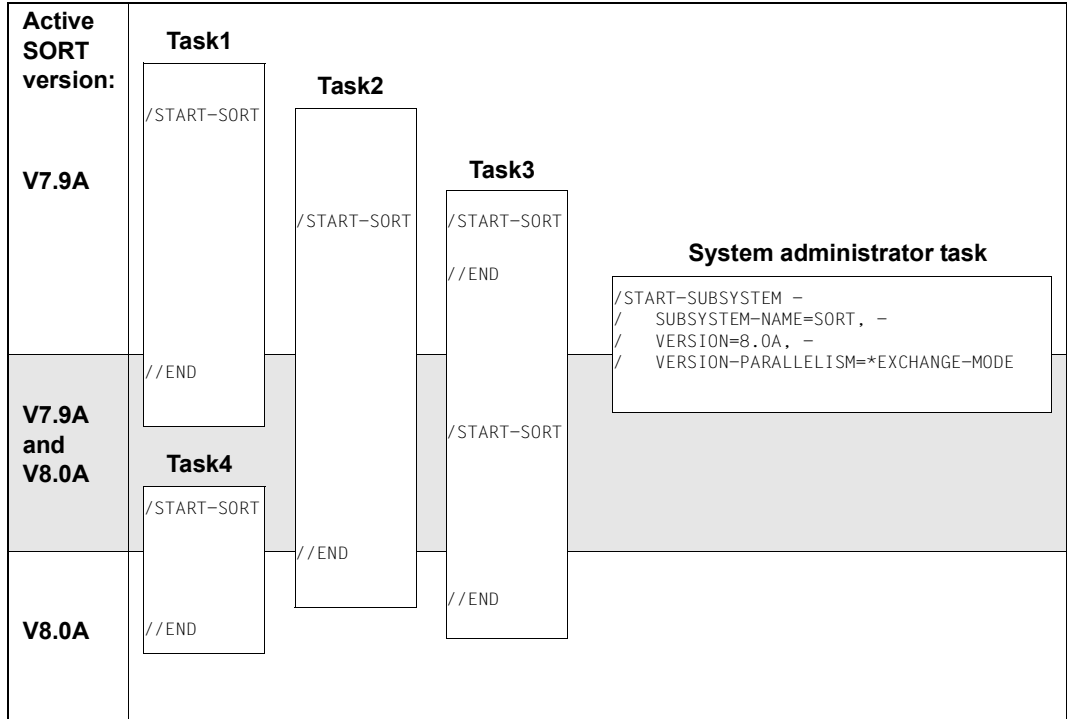 Active
SORT
version:
Task1
/START-SORT
Task2
V7.9A
Task3
/START-SORT
/START-SORT
System administrator task
//END
/START-SUBSYSTEM -
/   SUBSYSTEM-NAME=SORT, -
/   VERSION=8.0A, -
/   VERSION-PARALLELISM=*EXCHANGE-MODE
//END
V7.9A
and
V8.0A
/START-SORT
Task4
/START-SORT
//END
//END
V8.0A
//END